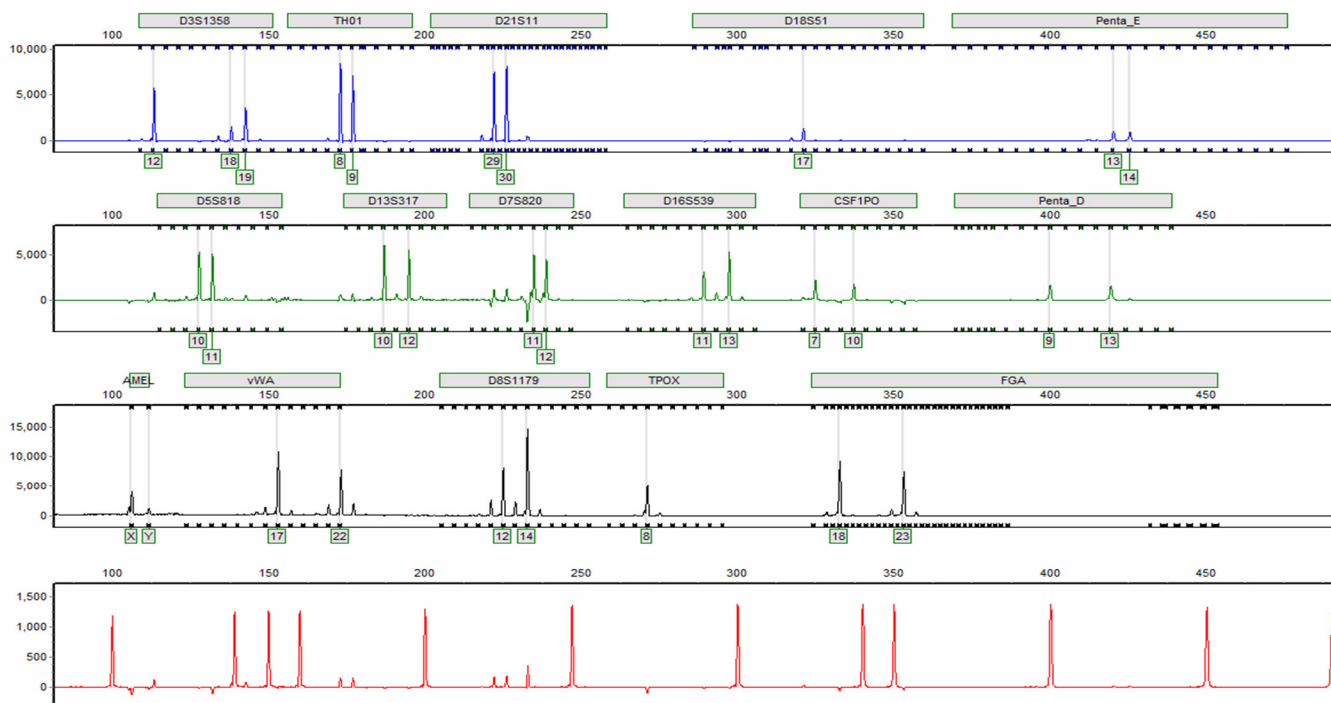 D3S1358 TH01 D21S11 D18S51 Penta_E
100 150 200 250 300 350 400 450
10,000
5,000
0
12 18 8 29 17 13
19 9 30 14
D5S818 D13S317 D7S820 D16S539 CSF1PO Penta_D
100 150 200 250 300 350 400 450
5,000
0
10 10 12 11 11 13 7 10 9 13
11 12
AMEL vWA D8S1179 TPOX FGA
100 150 200 250 300 350 400 450
15,000
10,000
5,000
0
X Y 17 22 12 14 8 18 23
100 150 200 250 300 350 400 450
1,500
1,000
500
0